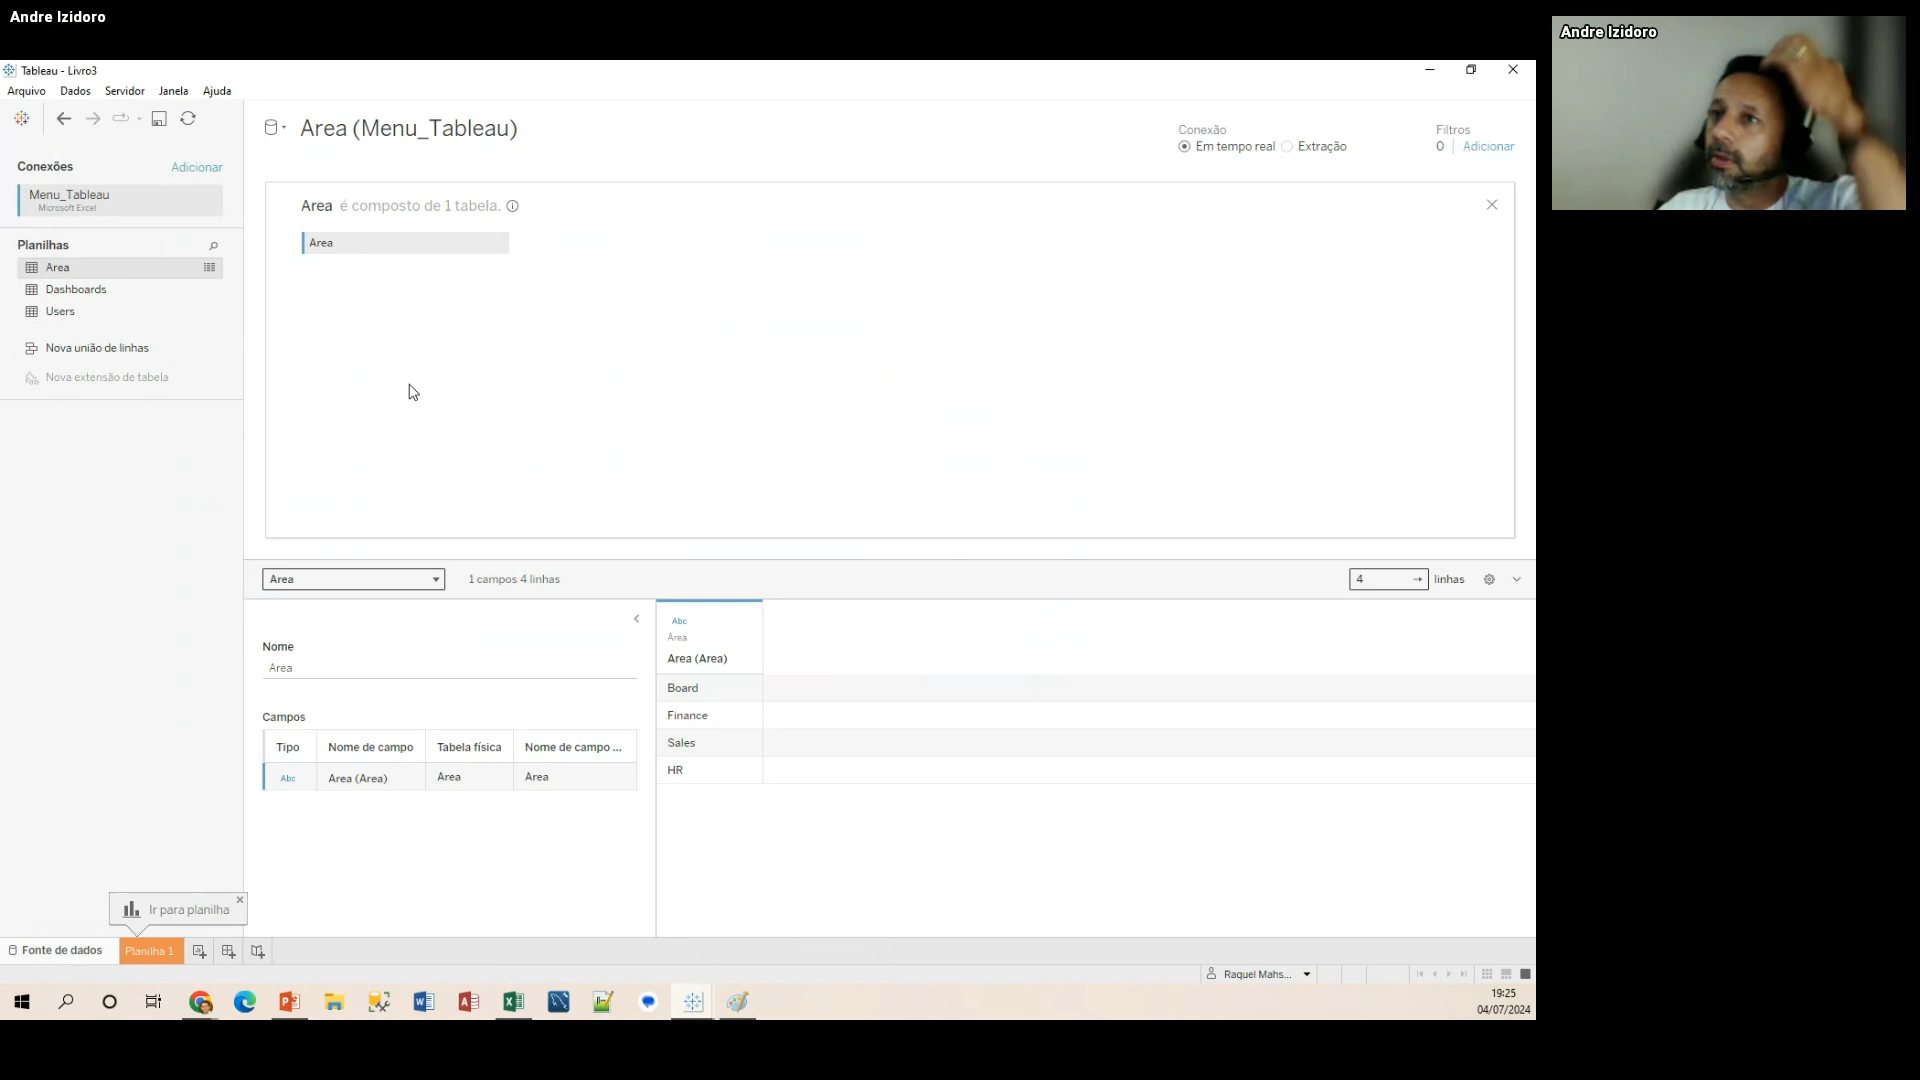 Andre Izidoro
Andre Izidoro
Tableau - Livro3
Arquivo Dados Servidor Janela Ajuda
Conexões Adicionar
Menu_Tableau
Microsoft Excel
Planilhas
Area
Dashboards
Users
Nova união de linhas
Nova extensão de tabela
Area (Menu_Tableau)
Conexão
Em tempo real Extração
Filtros
0 Adicionar
Area é composto de 1 tabela.
Area
Area 1 campos 4 linhas 4 linhas
Nome
Area
Campos
Tipo Nome de campo Tabela física Nome de campo ...
Abc Area (Area) Area Area
Abc
Area
Area (Area)
Board
Finance
Sales
HR
Ir para planilha
Fonte de dados Planilha 1
Raquel Mahs...
19:25
04/07/2024